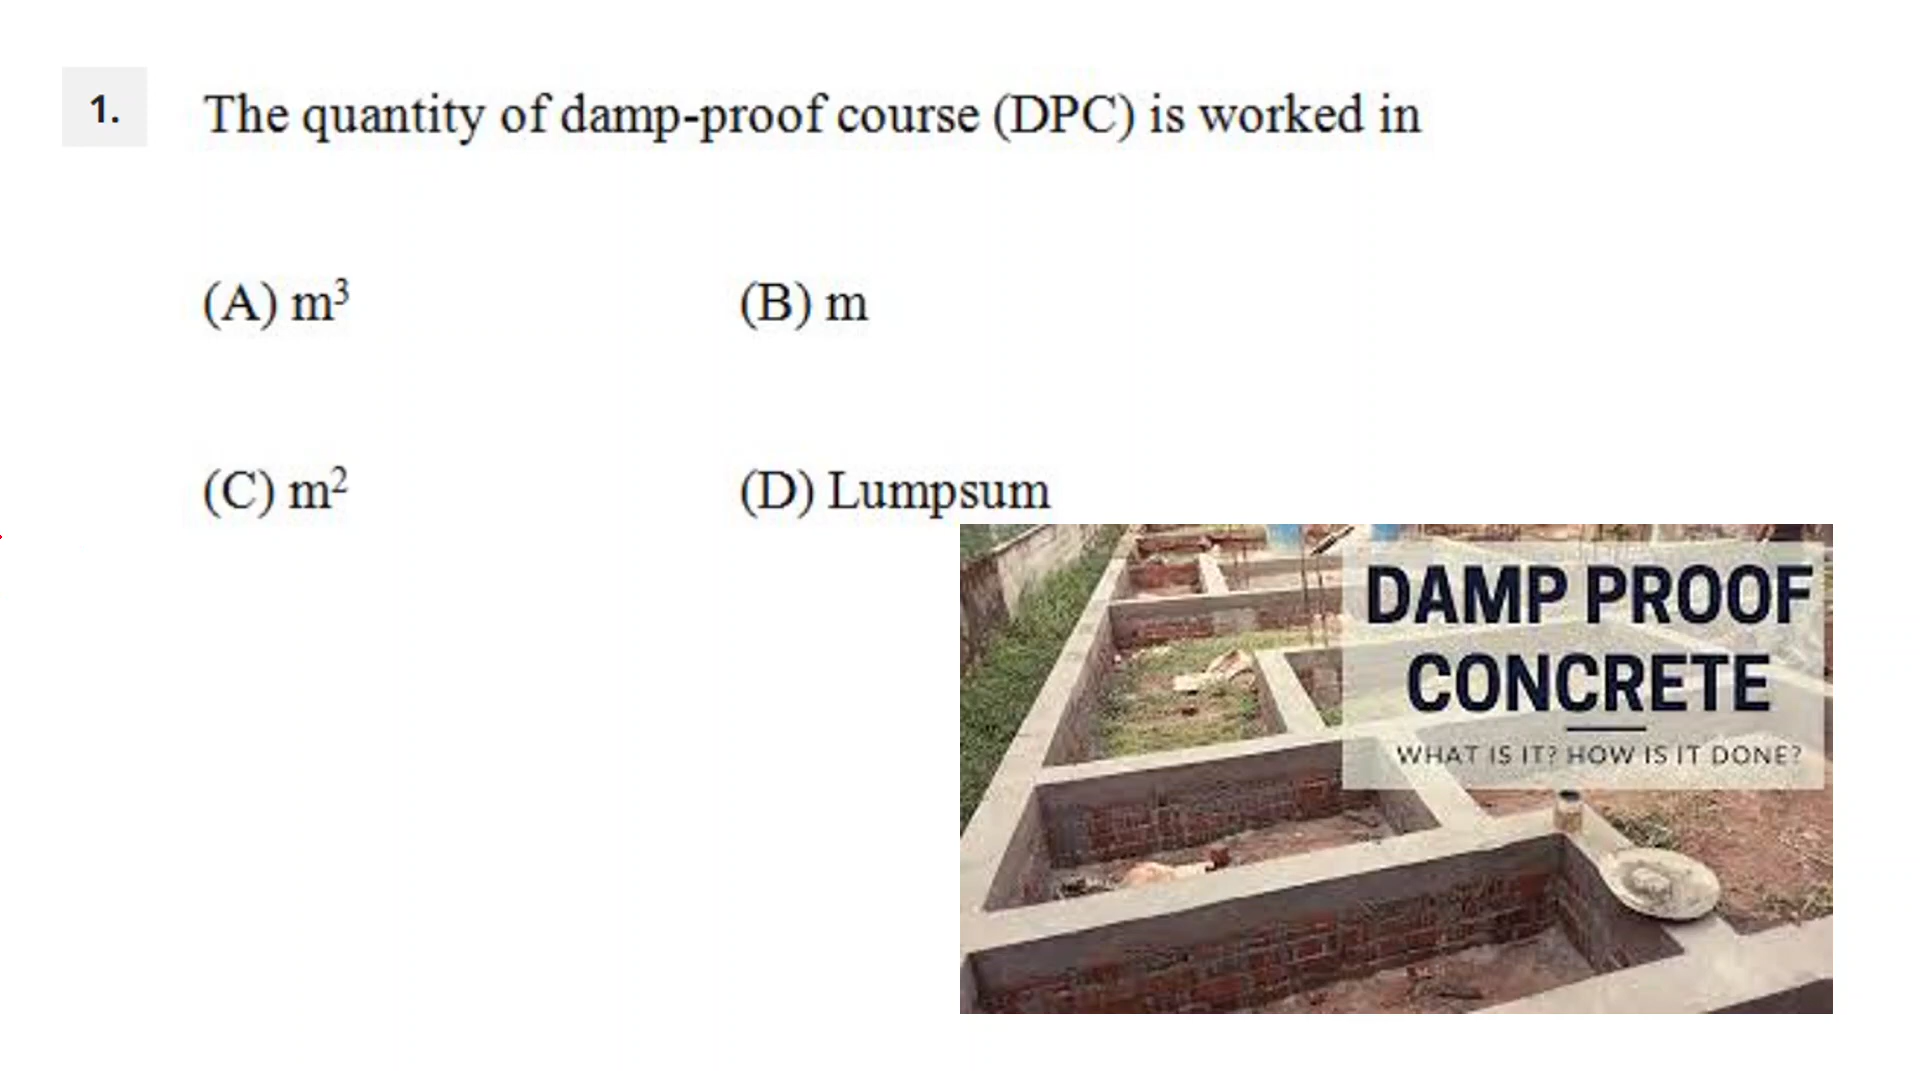 1. The quantity of damp-proof course (DPC) is worked in
(A) m³ (B) m
(C) m² (D) Lumpsum
DAMP PROOF
CONCRETE
WHAT IS IT? HOW IS IT DONE?